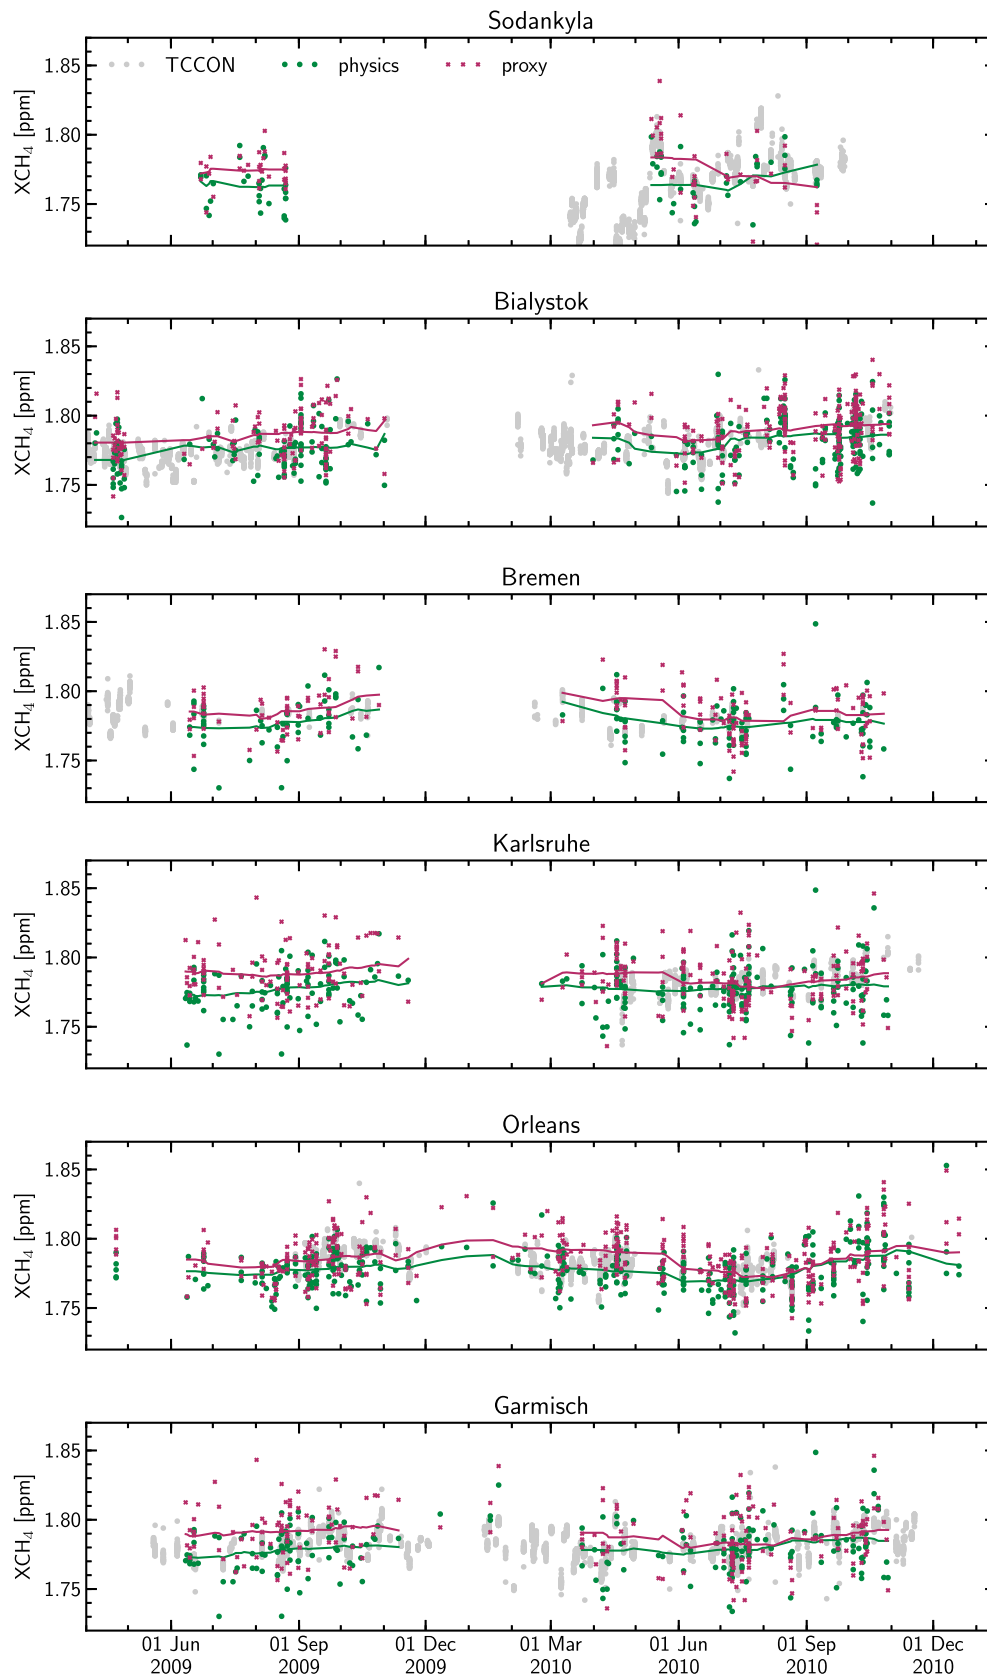 Sodankyla
1.85
TCCON physics proxy
1.80
XCH4 [ppm]
1.75
Bialystok
1.85
1.80
XCH4 [ppm]
1.75
Bremen
1.85
1.80
XCH4 [ppm]
1.75
Karlsruhe
1.85
1.80
XCH4 [ppm]
1.75
Orleans
1.85
1.80
XCH4 [ppm]
1.75
Garmisch
1.85
1.80
XCH4 [ppm]
1.75
01 Jun 01 Sep 01 Dec 01 Mar 01 Jun 01 Sep 01 Dec
2009 2009 2009 2010 2010 2010 2010